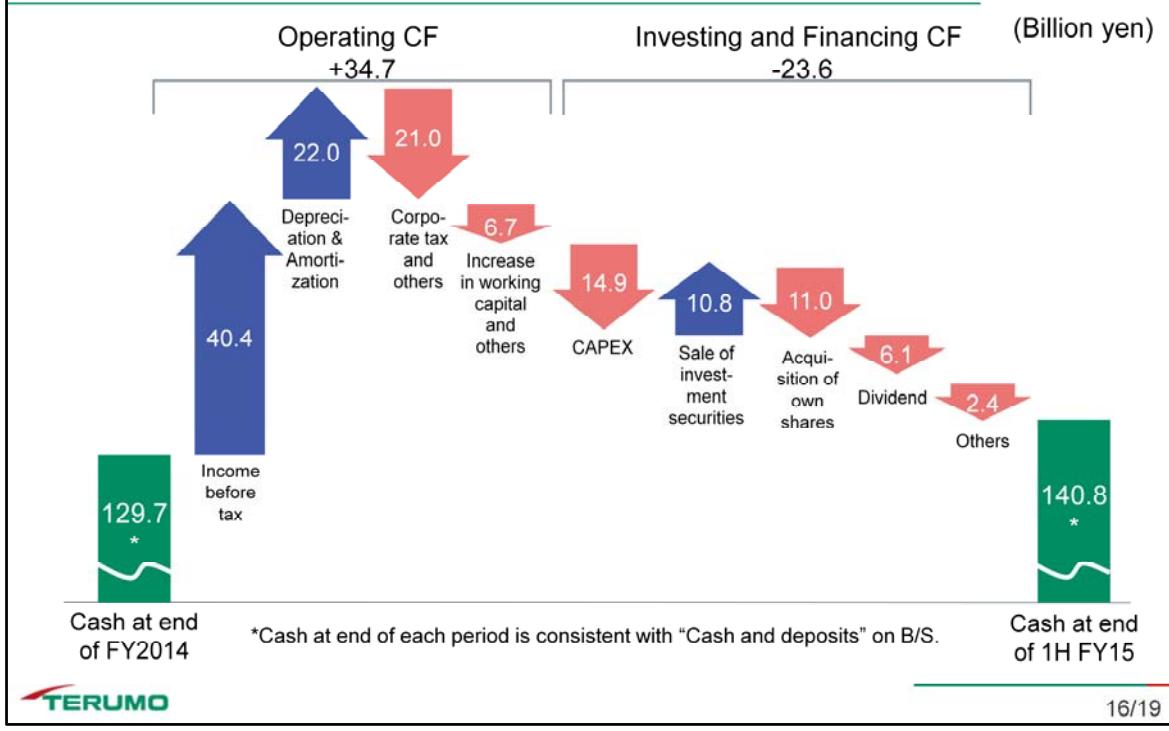 Operating CF
+34.7
Investing and Financing CF
-23.6
(Billion yen)
129.7
*
Cash at end
of FY2014
40.4
Income
before
tax
22.0
Depreci-
ation &
Amorti-
zation
21.0
Corpo-
rate tax
and
others
6.7
Increase
in working
capital
and
others
14.9
CAPEX
10.8
Sale of
invest-
ment
securities
11.0
Acqui-
sition of
own
shares
6.1
Dividend
2.4
Others
140.8
*
Cash at end
of 1H FY15
*Cash at end of each period is consistent with “Cash and deposits” on B/S.
TERUMO
16/19